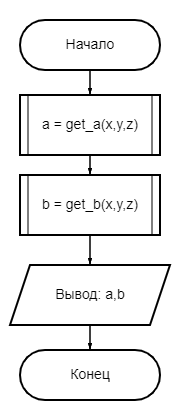 Начало
a = get_a(x,y,z)
b = get_b(x,y,z)
Вывод: a,b
Конец